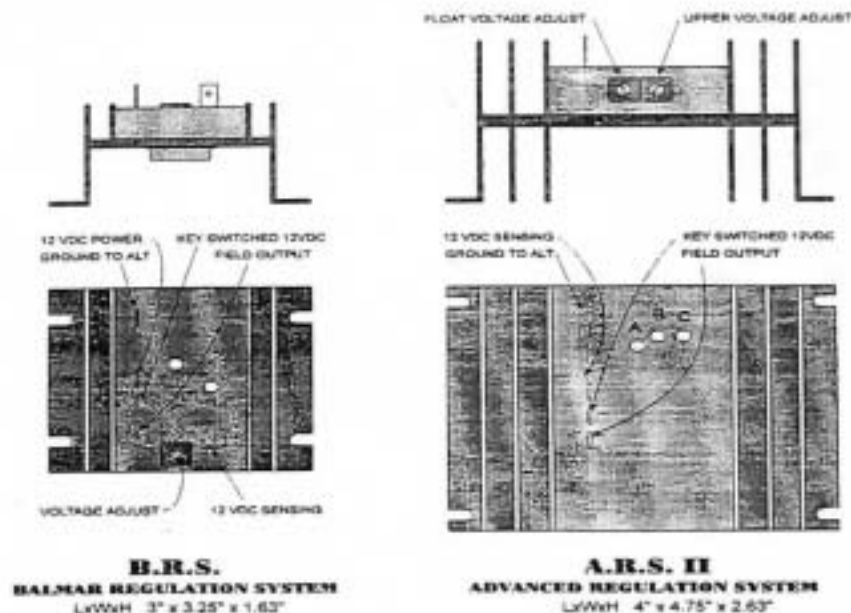 FLOAT VOLTAGE ADJUST
UPPER VOLTAGE ADJUST
12 VDC POWER
GROUND TO ALT
KEY SWITCHED 12VDC
FIELD OUTPUT
12 VDC SENSING
GROUND TO ALT
KEY SWITCHED 12VDC
FIELD OUTPUT
A
B
C
VOLTAGE ADJUST
12 VDC SENSING
B.R.S.
BALMAR REGULATION SYSTEM
LxWxH 3" x 3.25" x 1.63"
A.R.S. II
ADVANCED REGULATION SYSTEM
LxWxH 4" x 4.75" x 2.63"